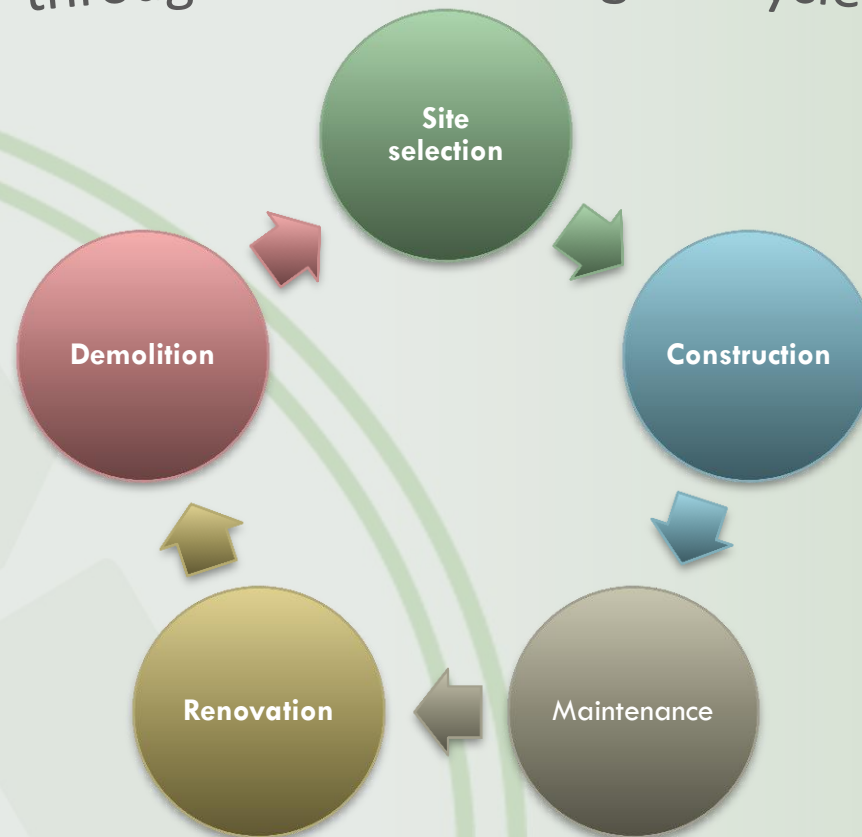 Site
selection
Construction
Maintenance
Renovation
Demolition